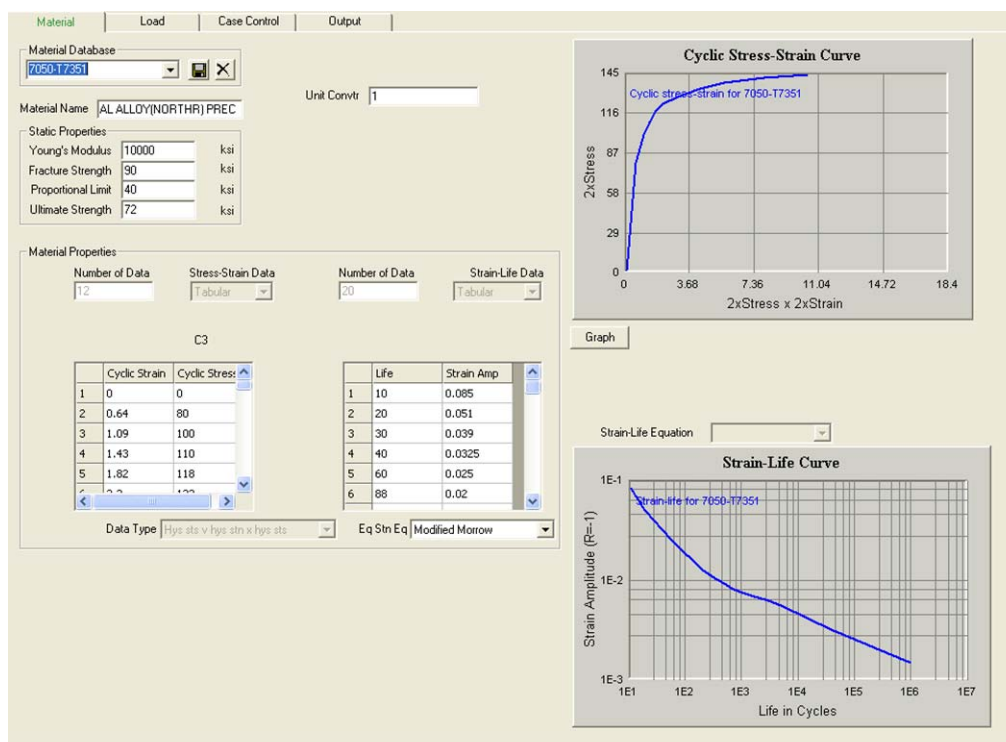 Material Load Case Control Output
Material Database
7050-T7351
Unit Convtr 1
Material Name AL ALLOY(NORTHR) PREC
Static Properties
Young's Modulus 10000 ksi
Fracture Strength 90 ksi
Proportional Limit 40 ksi
Ultimate Strength 72 ksi
Material Properties
Number of Data Stress-Strain Data Number of Data Strain-Life Data
12 Tabular 20 Tabular
C3
Cyclic Strain Cyclic Stres
1 0 0
2 0.64 80
3 1.09 100
4 1.43 110
5 1.82 118
Life Strain Amp
1 10 0.085
2 20 0.051
3 30 0.039
4 40 0.0325
5 60 0.025
6 88 0.02
Data Type Hys sts v hys stn x hys sts Eq Stn Eq Modified Morrow
Cyclic Stress-Strain Curve
Cyclic stress-strain for 7050-T7351
2xStress
145
116
87
58
29
0
0 3.68 7.36 11.04 14.72 18.4
2xStress x 2xStrain
Graph
Strain-Life Equation
Strain-Life Curve
Strain-life for 7050-T7351
Strain Amplitude (R=-1)
1E-1
1E-2
1E-3
1E1 1E2 1E3 1E4 1E5 1E6 1E7
Life in Cycles